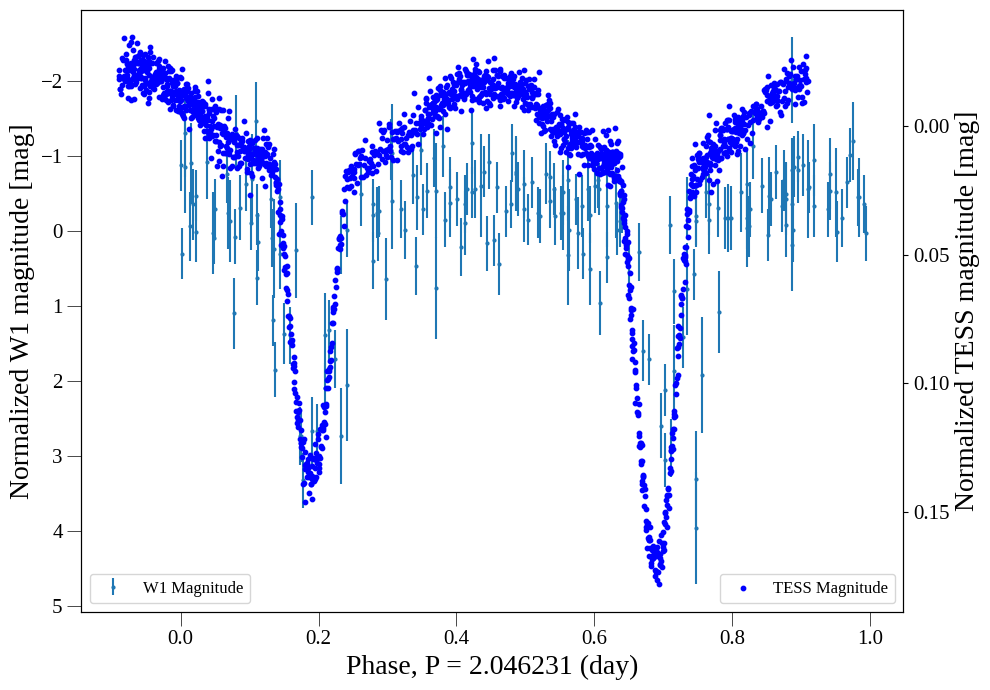 Normalized W1 magnitude [mag]
−2
−1
0
1
2
3
4
5
0.00
0.05
0.10
0.15
Normalized TESS magnitude [mag]
W1 Magnitude
TESS Magnitude
0.0 0.2 0.4 0.6 0.8 1.0
Phase, P = 2.046231 (day)